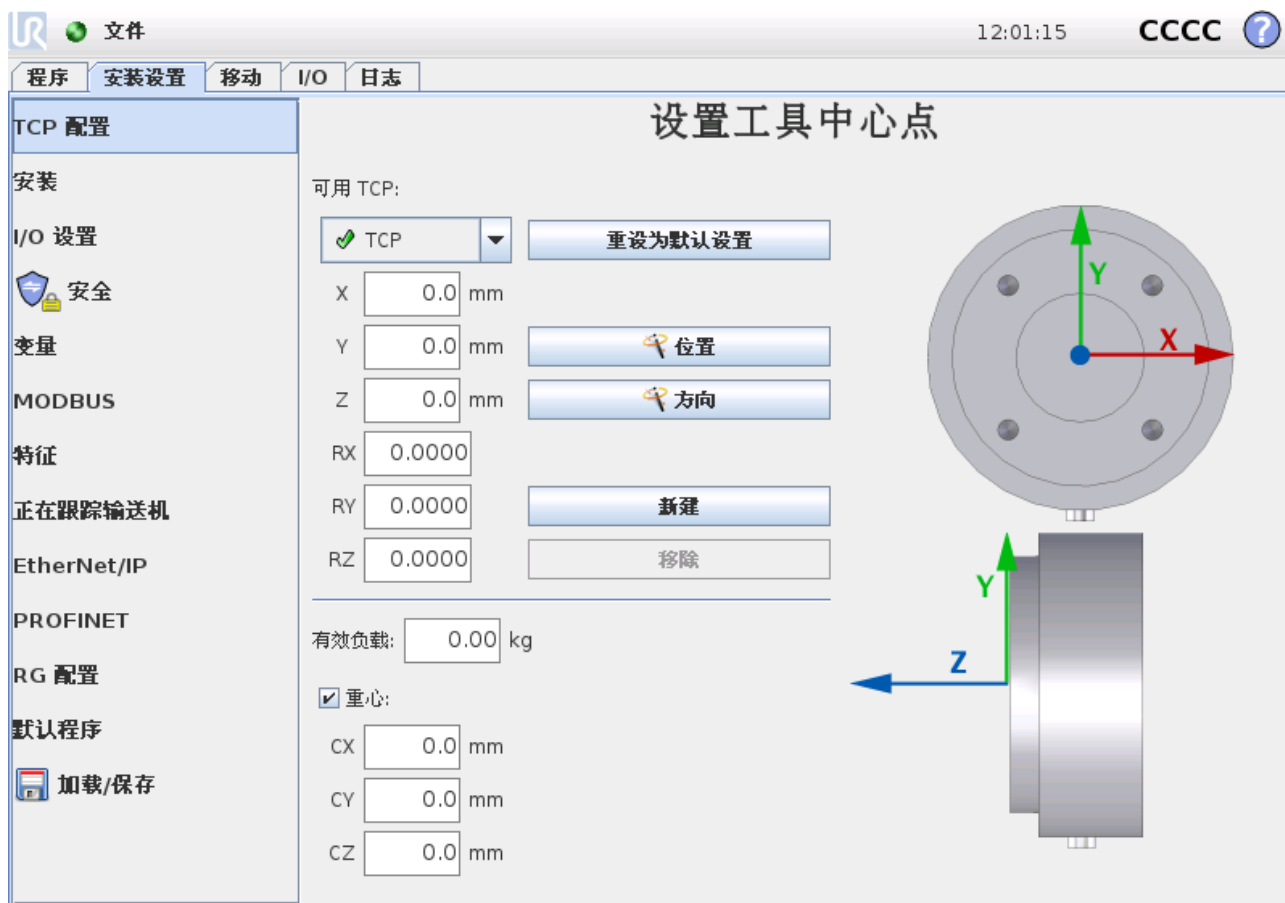 UR 文件 12:01:15 CCCC ?
程序 安装设置 移动 I/O 日志
TCP 配置
安装
I/O 设置
安全
变量
MODBUS
特征
正在跟踪输送机
EtherNet/IP
PROFINET
RG 配置
默认程序
加载/保存
设置工具中心点
可用 TCP:
TCP 重设为默认设置
X 0.0 mm
Y 0.0 mm 位置
Z 0.0 mm 方向
RX 0.0000
RY 0.0000 新建
RZ 0.0000 移除
有效负载: 0.00 kg
重心:
CX 0.0 mm
CY 0.0 mm
CZ 0.0 mm
Y
X
Y
Z